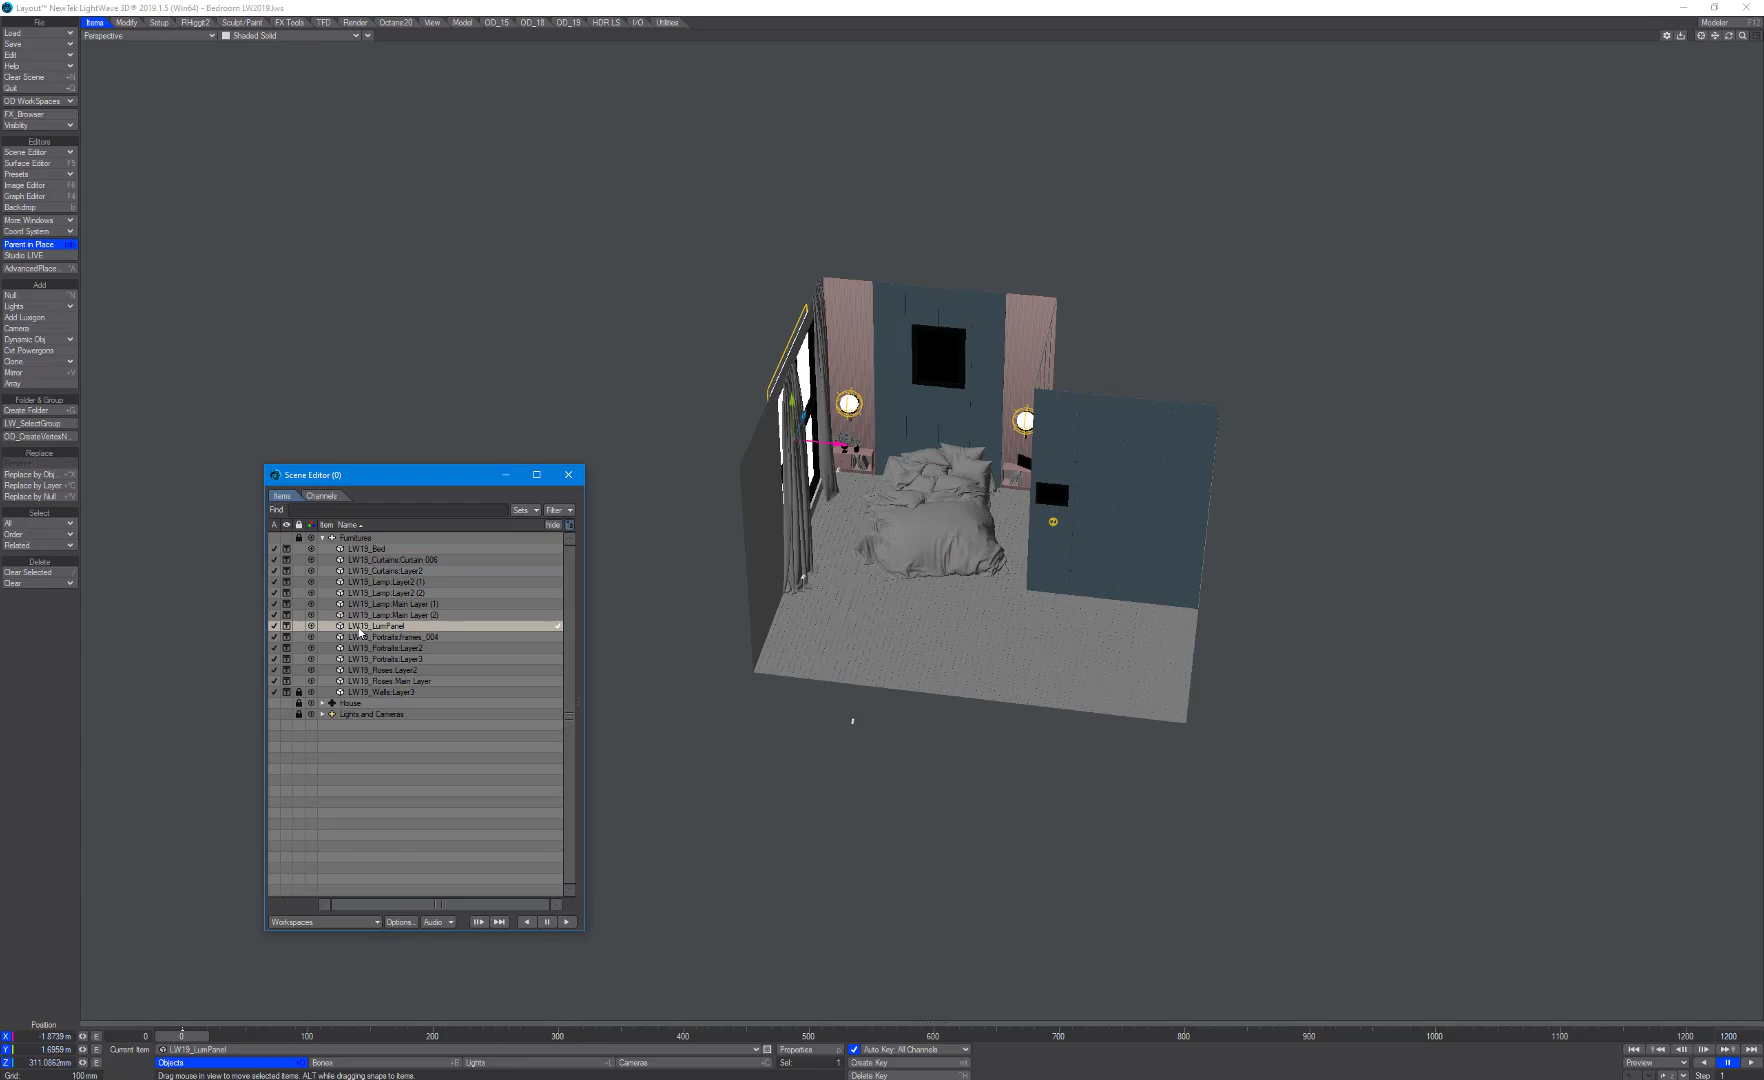 Layout™ NewTek LightWave 3D® 2019.1.5 (Win64) - Bedroom LW2019.lws
File Items Modify Setup RHiggit2 Sculpt/Paint FX Tools TFD Render Octane20 View Model OD_15 OD_18 OD_19 HDR LS I/O Utilities Modeler F12
Load Perspective Shaded Solid
Save
Edit
Help
Clear Scene +N
Quit +Q
OD WorkSpaces
FX_Browser
Visiblity
Editors
Scene Editor
Surface Editor F5
Presets
Image Editor F6
Graph Editor F4
Backdrop b
More Windows
Coord System
Parent in Place tab
Studio LIVE
AdvancedPlace... ^A
Add
Null ^N
Lights
Add Luxigon
Camera
Dynamic Obj
Cvt Powergons
Clone
Mirror +V
Array
Folder & Group
Create Folder +G
LW_SelectGroup
OD_CreateVertexN...
Replace
Replace by Obj... +^X
Replace by Layer +^C
Replace by Null +^V
Select
All
Order
Related
Delete
Clear Selected /
Clear
Scene Editor (0)
Items Channels
Find Sets Filter
A Item Name hide
Furnitures
LW19_Bed
LW19_Curtains:Curtain 006
LW19_Curtains:Layer2
LW19_Lamp:Layer2 (1)
LW19_Lamp:Layer2 (2)
LW19_Lamp:Main Layer (1)
LW19_Lamp:Main Layer (2)
LW19_LumPanel
LW19_Portraits:frames_004
LW19_Portraits:Layer2
LW19_Portraits:Layer3
LW19_Roses:Layer2
LW19_Roses:Main Layer
LW19_Walls:Layer3
House
Lights and Cameras
Workspaces Options... Audio
Position
X -1.8739 m E 0 0 100 200 300 400 500 600 700 800 900 1000 1100 1200 1200
Y 1.6959 m E Current Item LW19_LumPanel Properties p Auto Key: All Channels
Z 311.0862mm E Objects +O Bones +B Lights +L Cameras +C Sel: 1 Create Key ret Preview
Grid: 100 mm Drag mouse in view to move selected items. ALT while dragging snaps to items. Delete Key Step 1